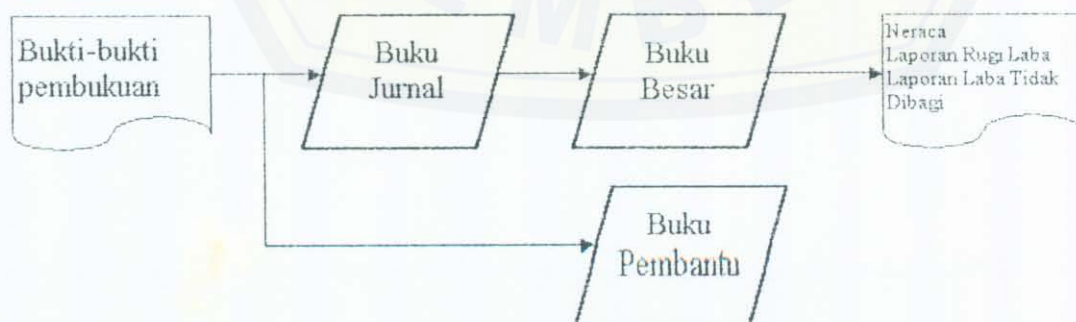 Bukti-bukti
pembukuan
Buku
Jurnal
Buku
Besar
Neraca
Laporan Rugi Laba
Laporan Laba Tidak
Dibagi
Buku
Pembantu